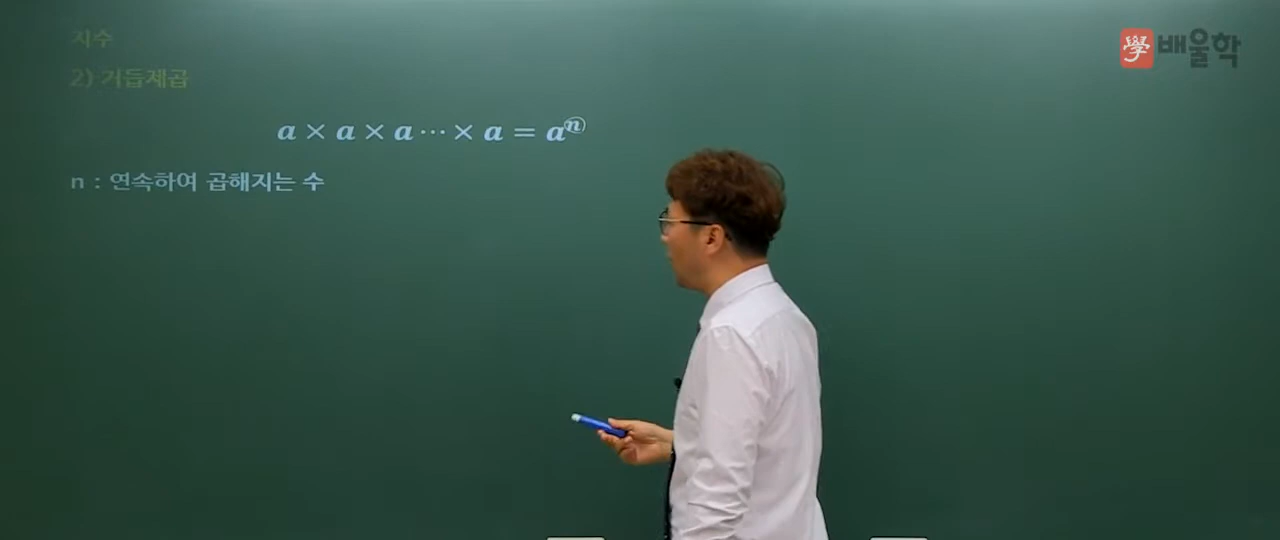 지수
學배울학
2) 거듭제곱
a × a × a ⋯ × a = aⁿ
n : 연속하여 곱해지는 수